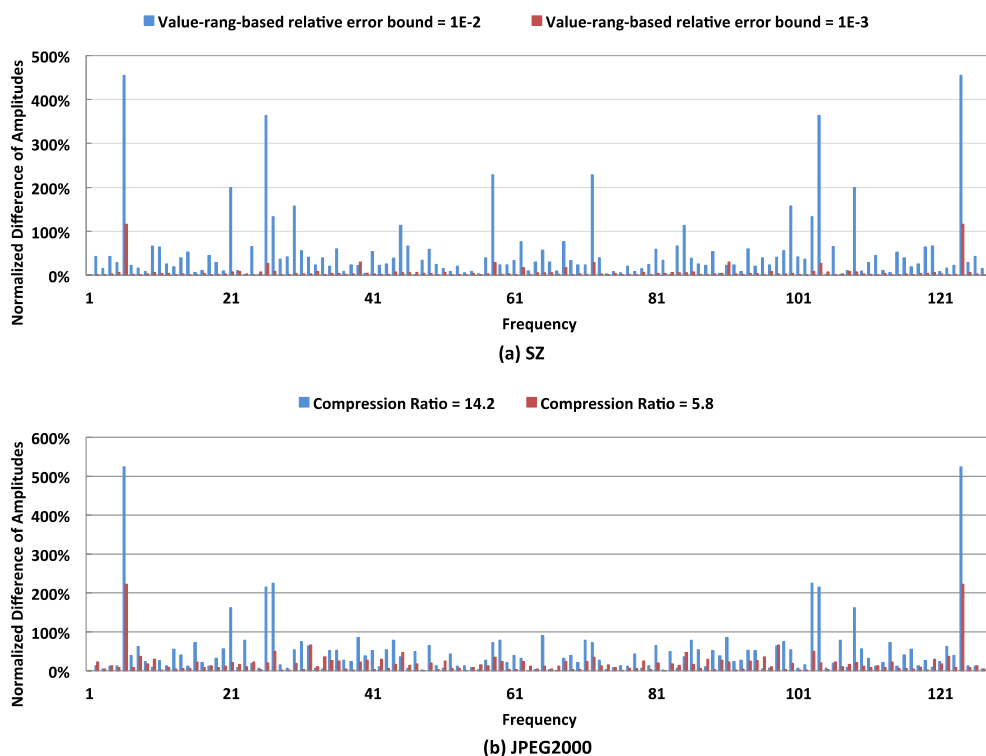 Value-rang-based relative error bound = 1E-2 Value-rang-based relative error bound = 1E-3
Normalized Difference of Amplitudes
500%
400%
300%
200%
100%
0%
1 21 41 61 81 101 121
Frequency
(a) SZ
Compression Ratio = 14.2 Compression Ratio = 5.8
Normalized Difference of Amplitudes
600%
500%
400%
300%
200%
100%
0%
1 21 41 61 81 101 121
Frequency
(b) JPEG2000